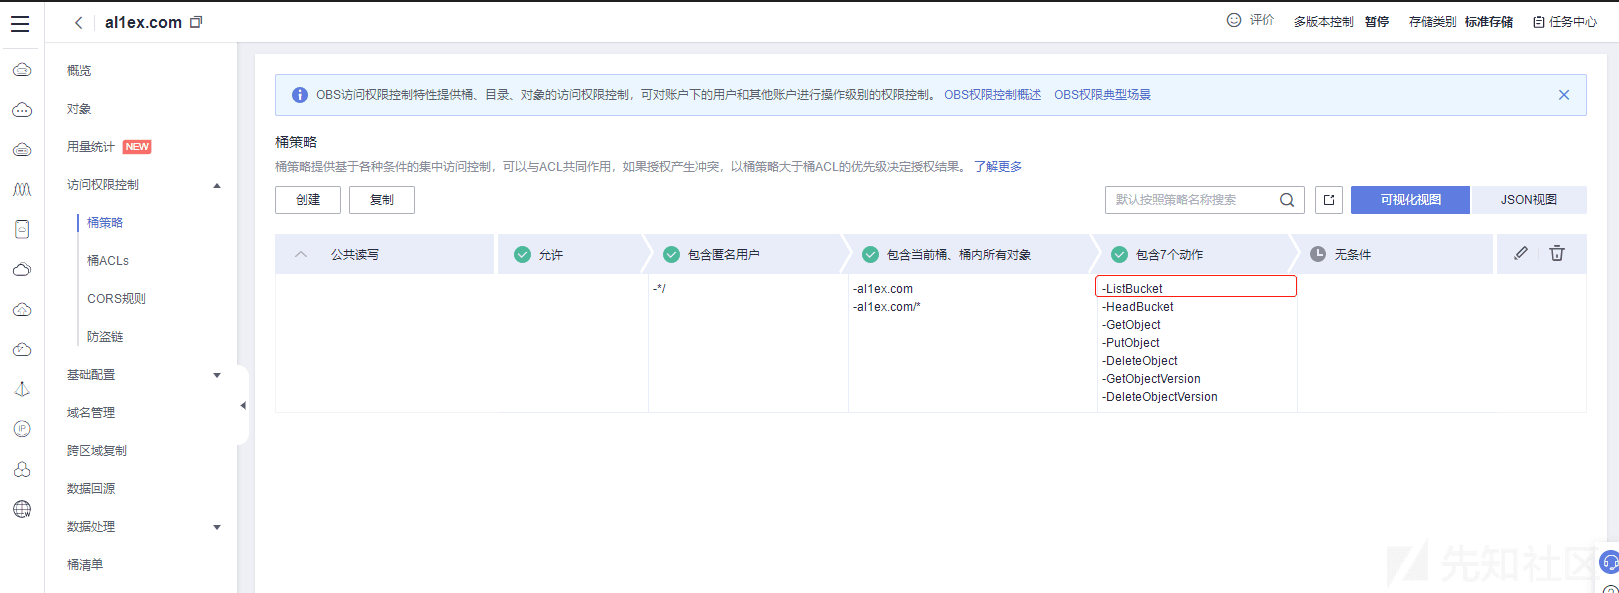 al1ex.com
评价 多版本控制 暂停 存储类别 标准存储 任务中心
概览
对象
用量统计 NEW
访问权限控制
桶策略
桶ACLs
CORS规则
防盗链
基础配置
域名管理
跨区域复制
数据回源
数据处理
桶清单
OBS访问权限控制特性提供桶、目录、对象的访问权限控制，可对账户下的用户和其他账户进行操作级别的权限控制。 OBS权限控制概述 OBS权限典型场景
桶策略
桶策略提供基于各种条件的集中访问控制，可以与ACL共同作用，如果授权产生冲突，以桶策略大于桶ACL的优先级决定授权结果。 了解更多
创建 复制 默认按照策略名称搜索 可视化视图 JSON视图
公共读写 允许 包含匿名用户 包含当前桶、桶内所有对象 包含7个动作 无条件
-*/
-al1ex.com
-al1ex.com/*
-ListBucket
-HeadBucket
-GetObject
-PutObject
-DeleteObject
-GetObjectVersion
-DeleteObjectVersion
先知社区